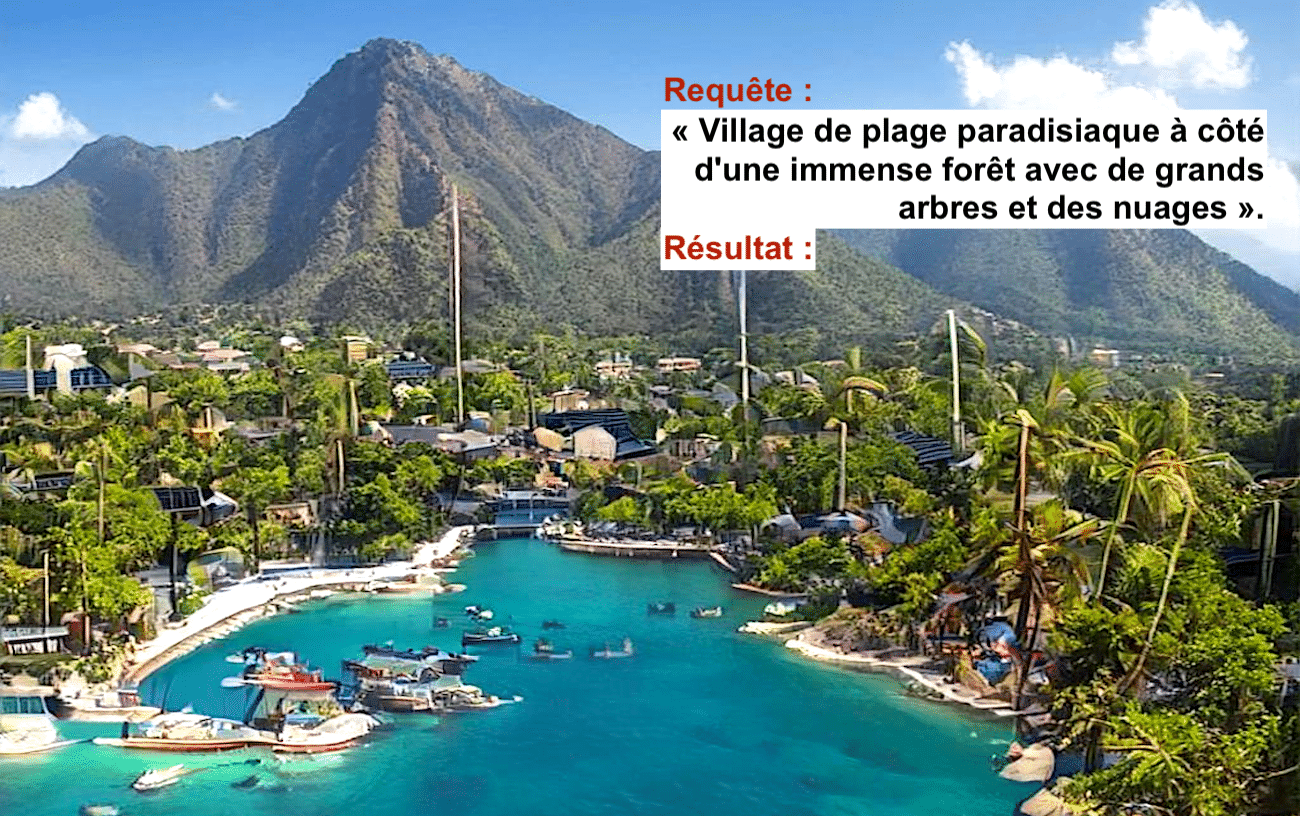 Requête :
« Village de plage paradisiaque à côté
d'une immense forêt avec de grands
arbres et des nuages ».
Résultat :